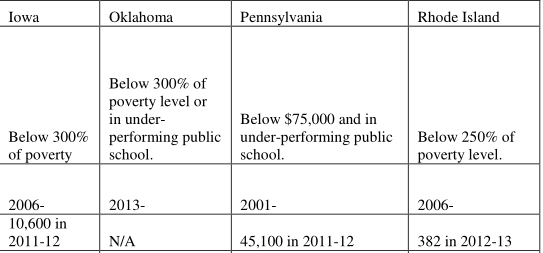 Iowa Oklahoma Pennsylvania Rhode Island
Below 300%
of poverty
Below 300% of
poverty level or
in under-
performing public
school.
Below $75,000 and in
under-performing public
school.
Below 250% of
poverty level.
2006- 2013- 2001- 2006-
10,600 in
2011-12
N/A
45,100 in 2011-12
382 in 2012-13